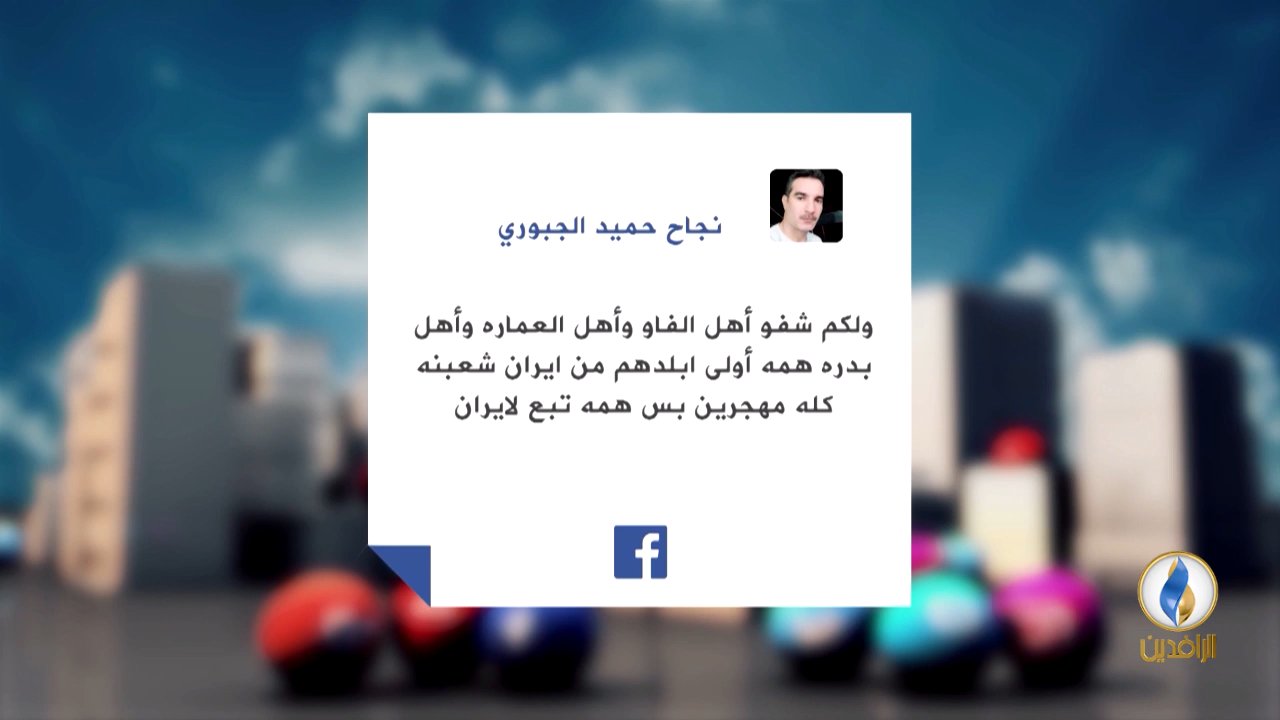 نجاح حميد الجبوري
ولكم شفو أهل الفاو وأهل العماره وأهل
بدره همه أولى ابلدهم من ايران شعبنه
كله مهجرين بس همه تبع لايران
الرافدين